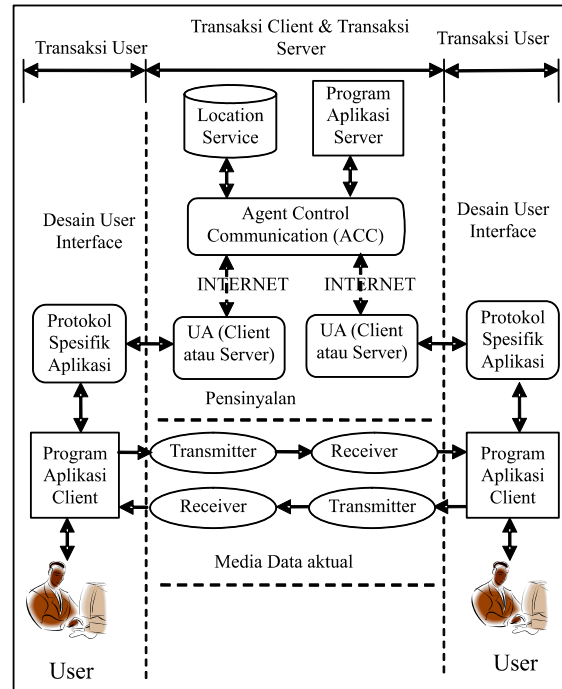 Transaksi User
Transaksi Client & Transaksi
Server
Transaksi User
Location
Service
Program
Aplikasi
Server
Desain User
Interface
Agent Control
Communication (ACC)
Desain User
Interface
INTERNET
INTERNET
Protokol
Spesifik
Aplikasi
UA (Client
atau Server)
UA (Client
atau Server)
Protokol
Spesifik
Aplikasi
Pensinyalan
Program
Aplikasi
Client
Transmitter
Receiver
Program
Aplikasi
Client
Receiver
Transmitter
Media Data aktual
User
User